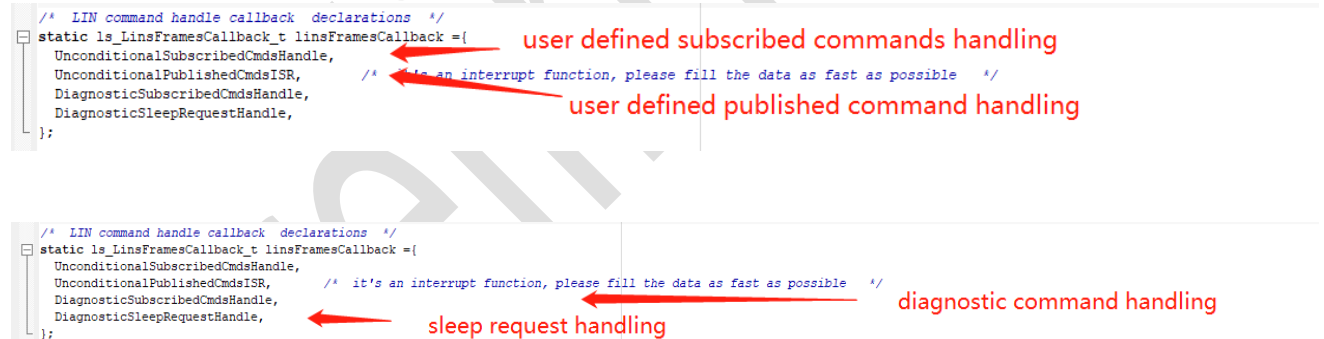 /* LIN command handle callback declarations */
static ls_LinsFramesCallback_t linsFramesCallback ={
user defined subscribed commands handling
UnconditionalSubscribedCmdsHandle,
UnconditionalPublishedCmdsISR, /* it's an interrupt function, please fill the data as fast as possible */
DiagnosticSubscribedCmdsHandle,
user defined published command handling
DiagnosticSleepRequestHandle,
};
/* LIN command handle callback declarations */
static ls_LinsFramesCallback_t linsFramesCallback ={
UnconditionalSubscribedCmdsHandle,
UnconditionalPublishedCmdsISR, /* it's an interrupt function, please fill the data as fast as possible */
DiagnosticSubscribedCmdsHandle,
diagnostic command handling
DiagnosticSleepRequestHandle,
sleep request handling
};